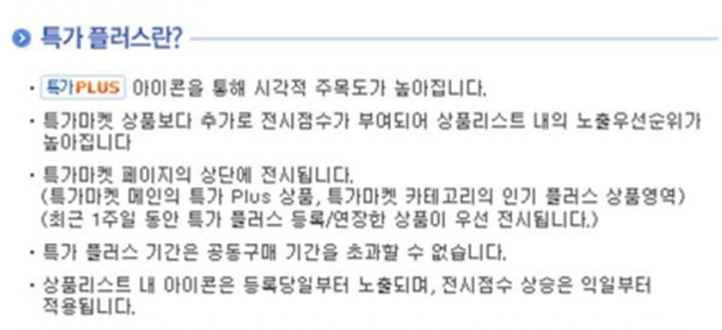 특가 플러스란?
· 특가PLUS 아이콘을 통해 시각적 주목도가 높아집니다.
· 특가마켓 상품보다 추가로 전시점수가 부여되어 상품리스트 내의 노출우선순위가
높아집니다
· 특가마켓 페이지의 상단에 전시됩니다.
(특가마켓 메인의 특가 Plus 상품, 특가마켓 카테고리의 인기 플러스 상품영역)
(최근 1주일 동안 특가 플러스 등록/연장한 상품이 우선 전시됩니다.)
· 특가 플러스 기간은 공동구매 기간을 초과할 수 없습니다.
· 상품리스트 내 아이콘은 등록당일부터 노출되며, 전시점수 상승은 익일부터
적용됩니다.